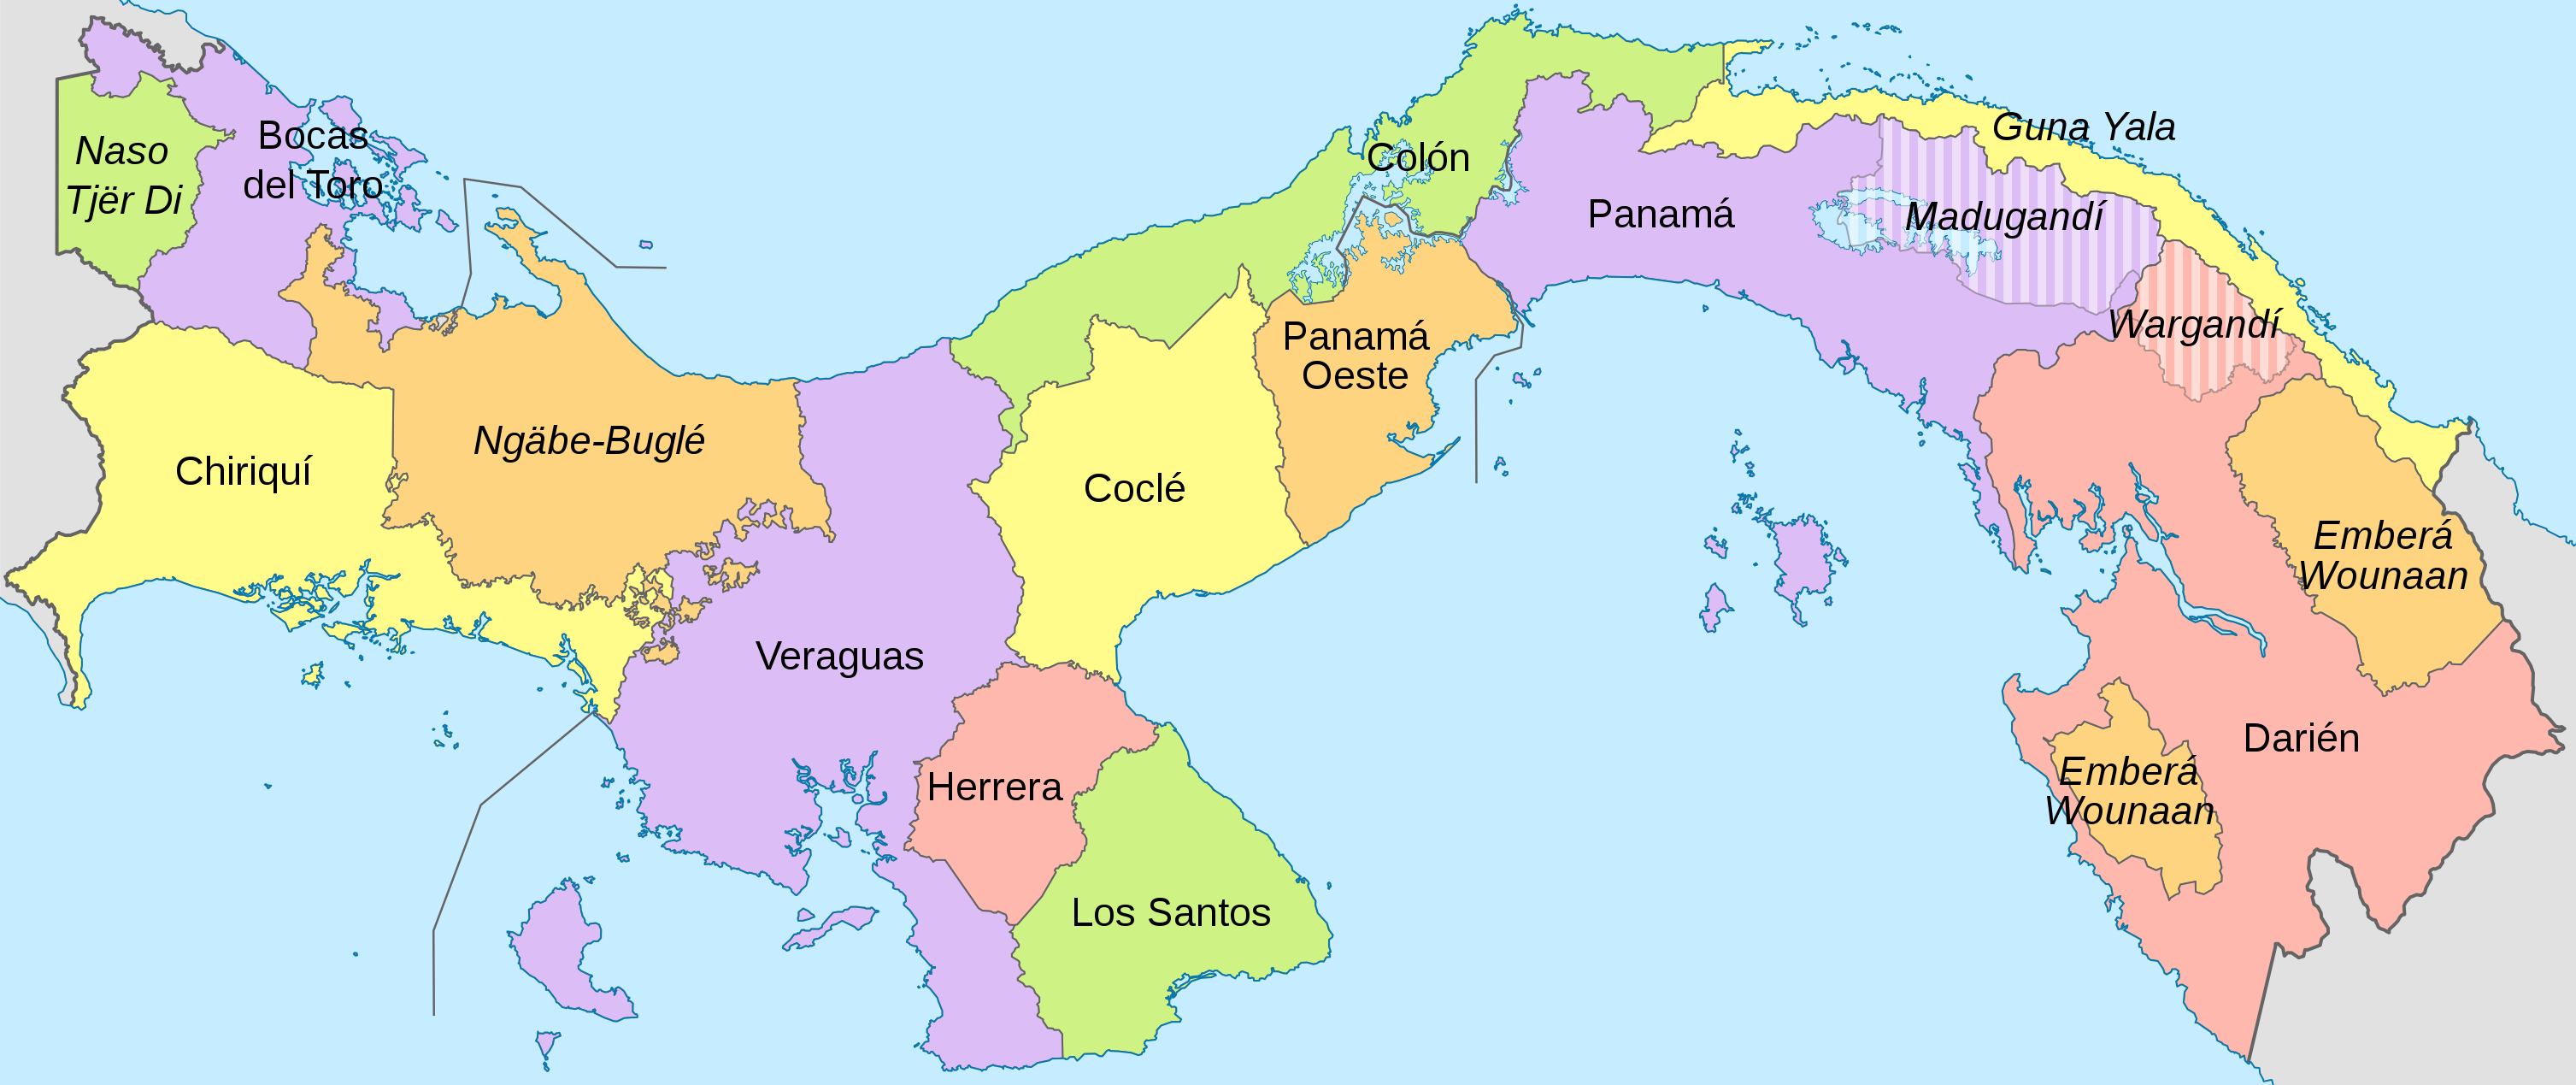 Naso
Tjër Di
Bocas
del Toro
Chiriquí
Ngäbe-Buglé
Veraguas
Herrera
Los Santos
Coclé
Colón
Panamá
Oeste
Panamá
Guna Yala
Madugandí
Wargandí
Emberá
Wounaan
Darién
Emberá
Wounaan